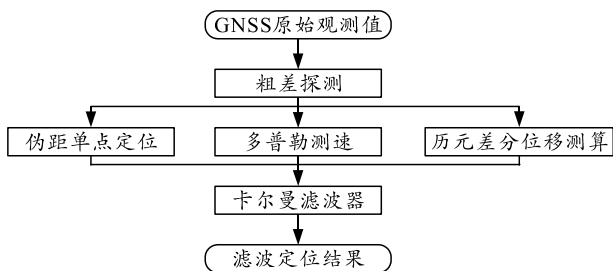 GNSS原始观测值
粗差探测
伪距单点定位
多普勒测速
历元差分位移测算
卡尔曼滤波器
滤波定位结果